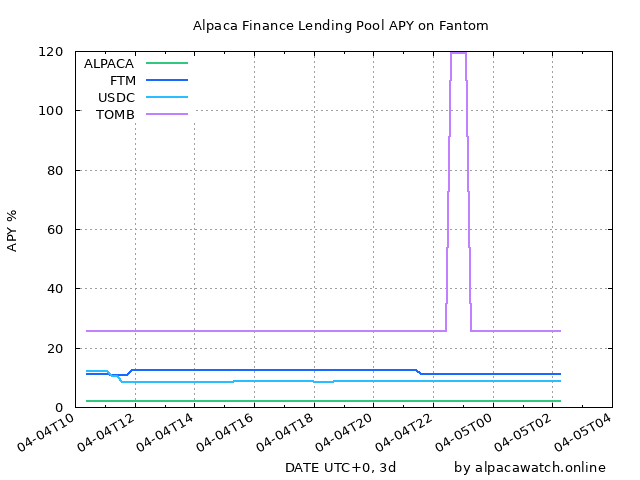 Alpaca Finance Lending Pool APY on Fantom
120
100
80
60
40
20
0
APY %
ALPACA
FTM
USDC
TOMB
04-04T10
04-04T12
04-04T14
04-04T16
04-04T18
04-04T20
04-04T22
04-05T00
04-05T02
04-05T04
DATE UTC+0, 3d
by alpacawatch.online